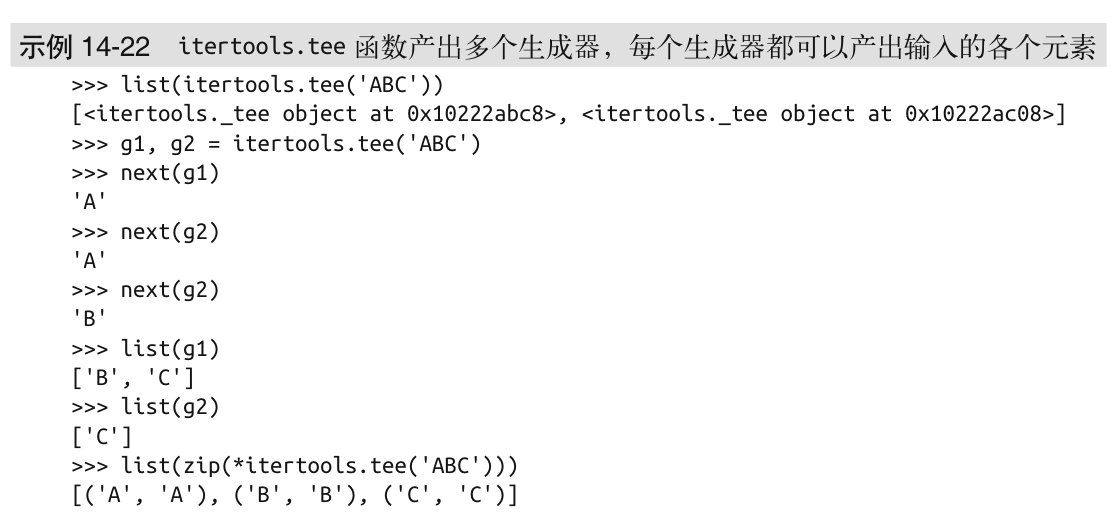 示例 14-22 itertools.tee 函数产出多个生成器，每个生成器都可以产出输入的各个元素
>>> list(itertools.tee('ABC'))
[<itertools._tee object at 0x10222abc8>, <itertools._tee object at 0x10222ac08>]
>>> g1, g2 = itertools.tee('ABC')
>>> next(g1)
'A'
>>> next(g2)
'A'
>>> next(g2)
'B'
>>> list(g1)
['B', 'C']
>>> list(g2)
['C']
>>> list(zip(*itertools.tee('ABC')))
[('A', 'A'), ('B', 'B'), ('C', 'C')]